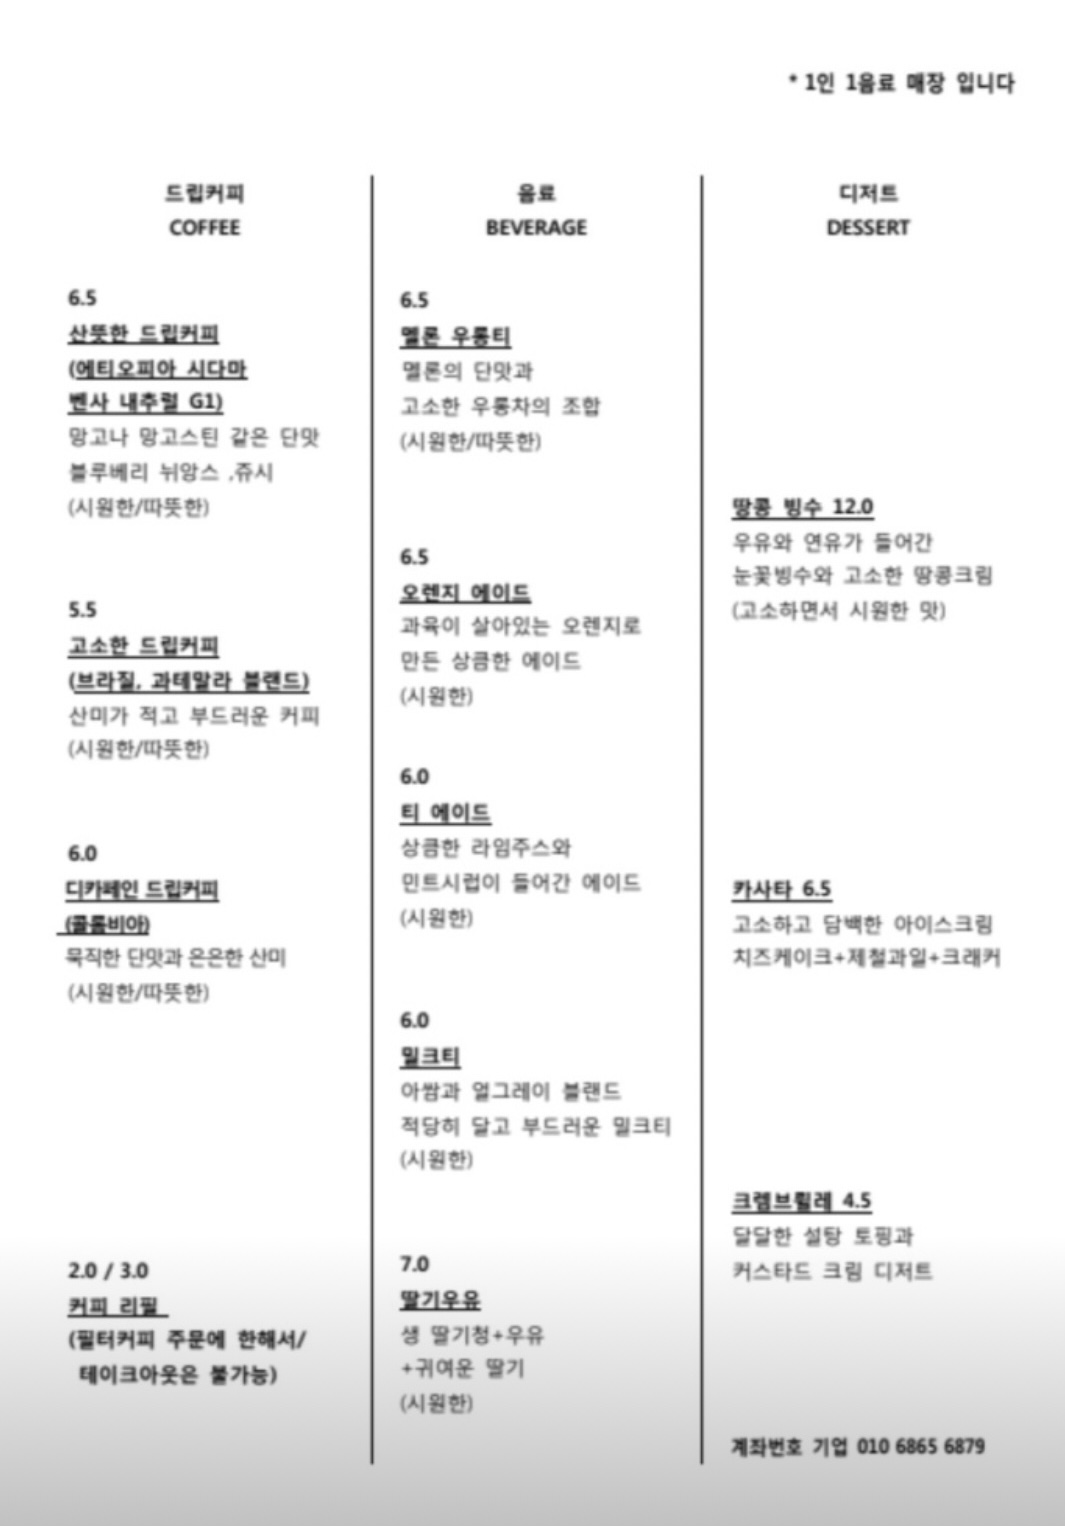 * 1인 1음료 매장 입니다
드립커피
COFFEE
6.5
산뜻한 드립커피
(에티오피아 시다마
벤사 내추럴 G1)
망고나 망고스틴 같은 단맛
블루베리 뉘앙스 ,쥬시
(시원한/따뜻한)
5.5
고소한 드립커피
(브라질, 과테말라 블랜드)
산미가 적고 부드러운 커피
(시원한/따뜻한)
6.0
디카페인 드립커피
(콜롬비아)
묵직한 단맛과 은은한 산미
(시원한/따뜻한)
2.0 / 3.0
커피 리필
(필터커피 주문에 한해서/
테이크아웃은 불가능)
음료
BEVERAGE
6.5
멜론 우롱티
멜론의 단맛과
고소한 우롱차의 조합
(시원한/따뜻한)
6.5
오렌지 에이드
과육이 살아있는 오렌지로
만든 상큼한 에이드
(시원한)
6.0
티 에이드
상큼한 라임주스와
민트시럽이 들어간 에이드
(시원한)
6.0
밀크티
아쌈과 얼그레이 블랜드
적당히 달고 부드러운 밀크티
(시원한)
7.0
딸기우유
생 딸기청+우유
+귀여운 딸기
(시원한)
디저트
DESSERT
땅콩 빙수 12.0
우유와 연유가 들어간
눈꽃빙수와 고소한 땅콩크림
(고소하면서 시원한 맛)
카사타 6.5
고소하고 담백한 아이스크림
치즈케이크+제철과일+크래커
크렘브륄레 4.5
달달한 설탕 토핑과
커스타드 크림 디저트
계좌번호 기업 010 6865 6879